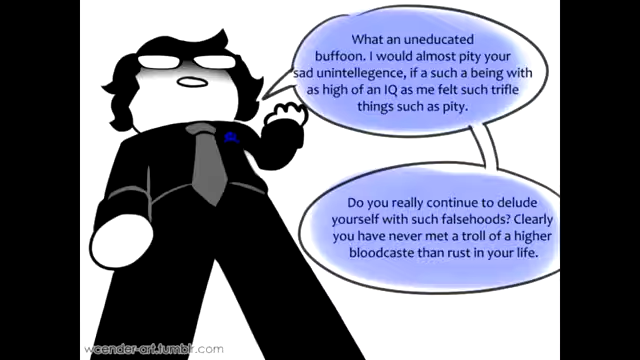 What an uneducated
buffoon. I would almost pity your
sad unintellegence, if a such a being with
as high of an IQ as me felt such trifle
things such as pity.
Do you really continue to delude
yourself with such falsehoods? Clearly
you have never met a troll of a higher
bloodcaste than rust in your life.
wcender-art.tumblr.com